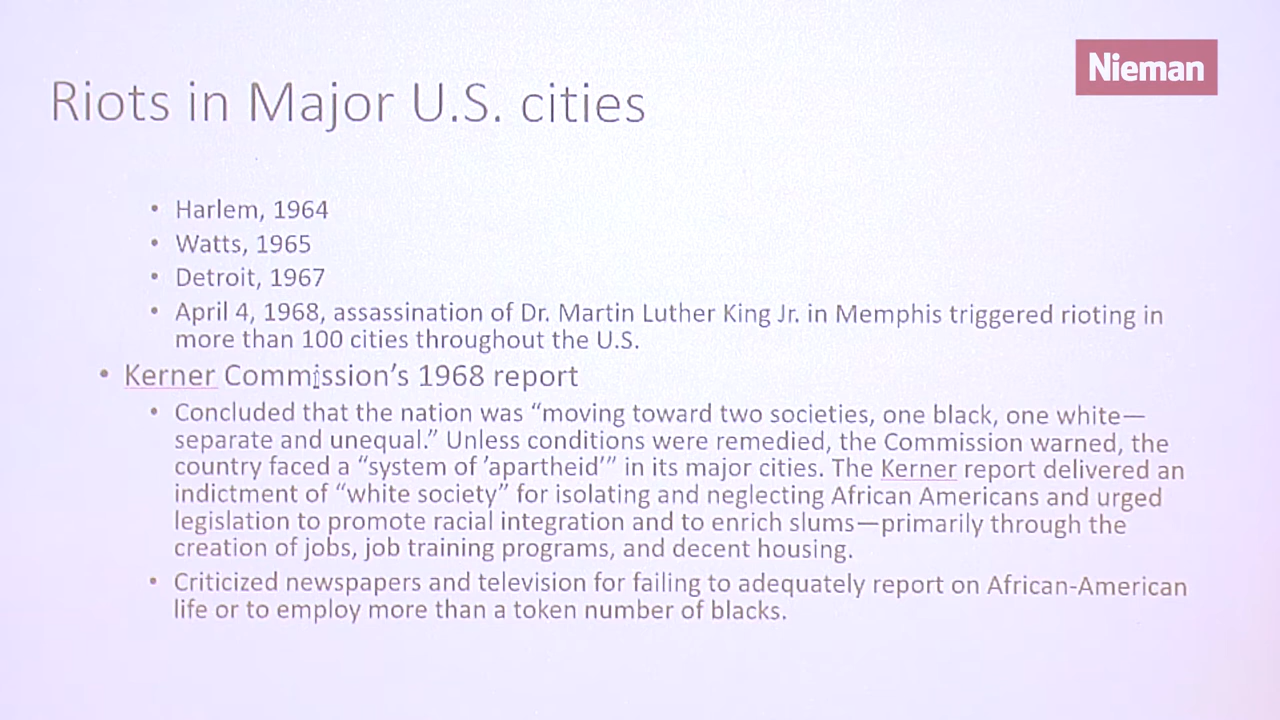 Nieman
Riots in Major U.S. cities
• Harlem, 1964
• Watts, 1965
• Detroit, 1967
• April 4, 1968, assassination of Dr. Martin Luther King Jr. in Memphis triggered rioting in
more than 100 cities throughout the U.S.
• Kerner Commission’s 1968 report
• Concluded that the nation was “moving toward two societies, one black, one white—
separate and unequal.” Unless conditions were remedied, the Commission warned, the
country faced a “system of ’apartheid’” in its major cities. The Kerner report delivered an
indictment of “white society” for isolating and neglecting African Americans and urged
legislation to promote racial integration and to enrich slums—primarily through the
creation of jobs, job training programs, and decent housing.
• Criticized newspapers and television for failing to adequately report on African-American
life or to employ more than a token number of blacks.